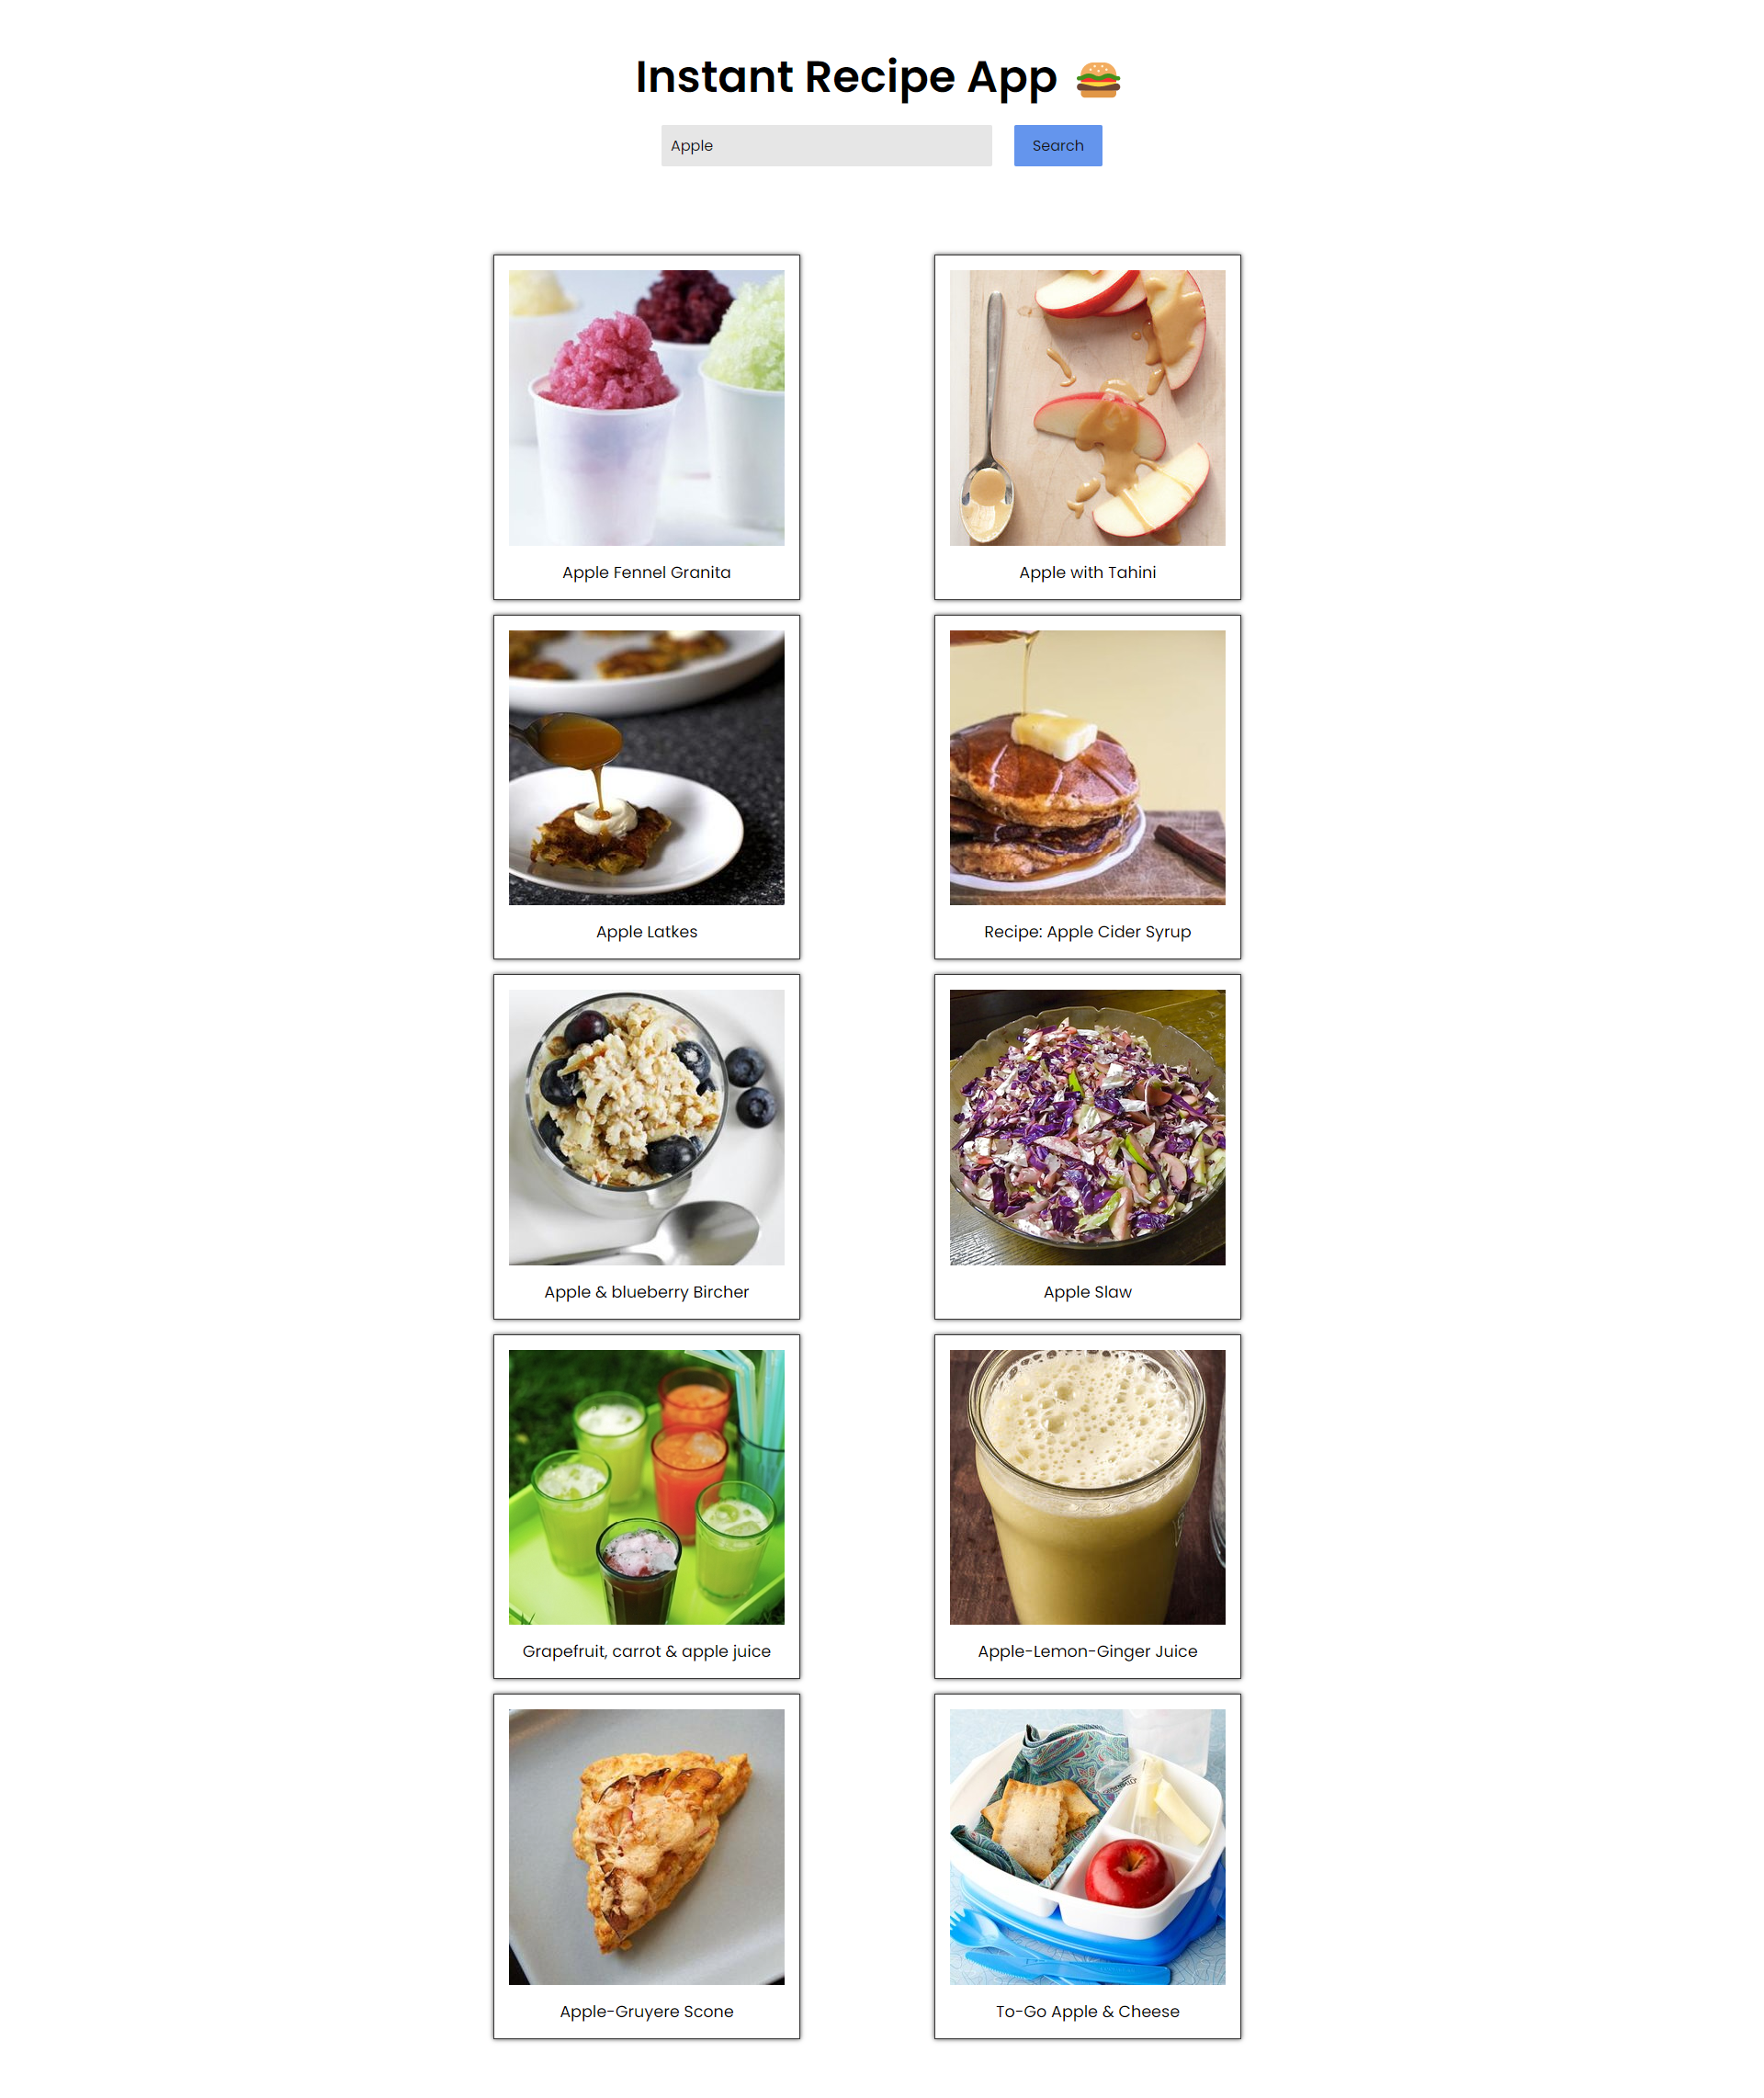 Instant Recipe App 🍔
Apple
Search
Apple Fennel Granita
Apple with Tahini
Apple Latkes
Recipe: Apple Cider Syrup
Apple & blueberry Bircher
Apple Slaw
Grapefruit, carrot & apple juice
Apple-Lemon-Ginger Juice
Apple-Gruyere Scone
To-Go Apple & Cheese